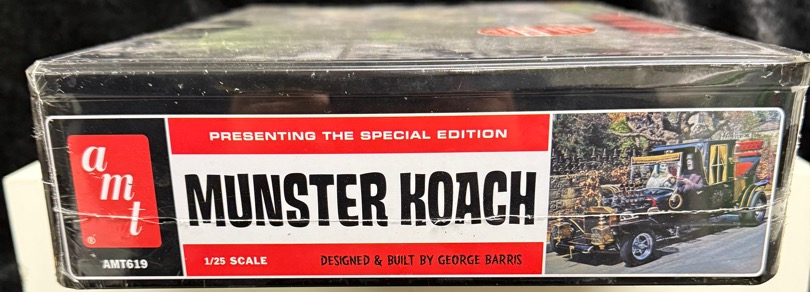 PRESENTING THE SPECIAL EDITION
amt
®
MUNSTER KOACH
AMT619
1/25 SCALE
DESIGNED & BUILT BY GEORGE BARRIS